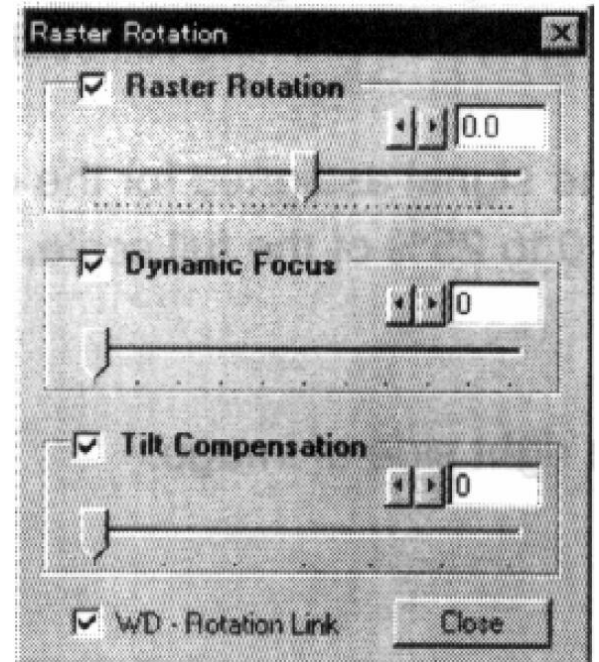 Raster Rotation
Raster Rotation
0.0
Dynamic Focus
0
Tilt Compensation
0
WD - Rotation Link
Close